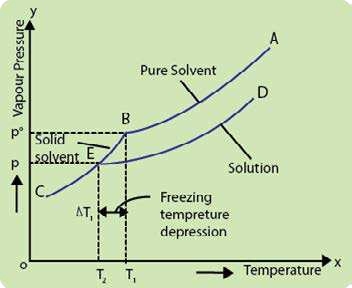 y
A
Pure Solvent
D
Vapour Pressure
B
p°
Solid
solvent
E
p
Solution
C
ΔT₁
Freezing
tempreture
depression
o
x
T₂
T₁
Temperature